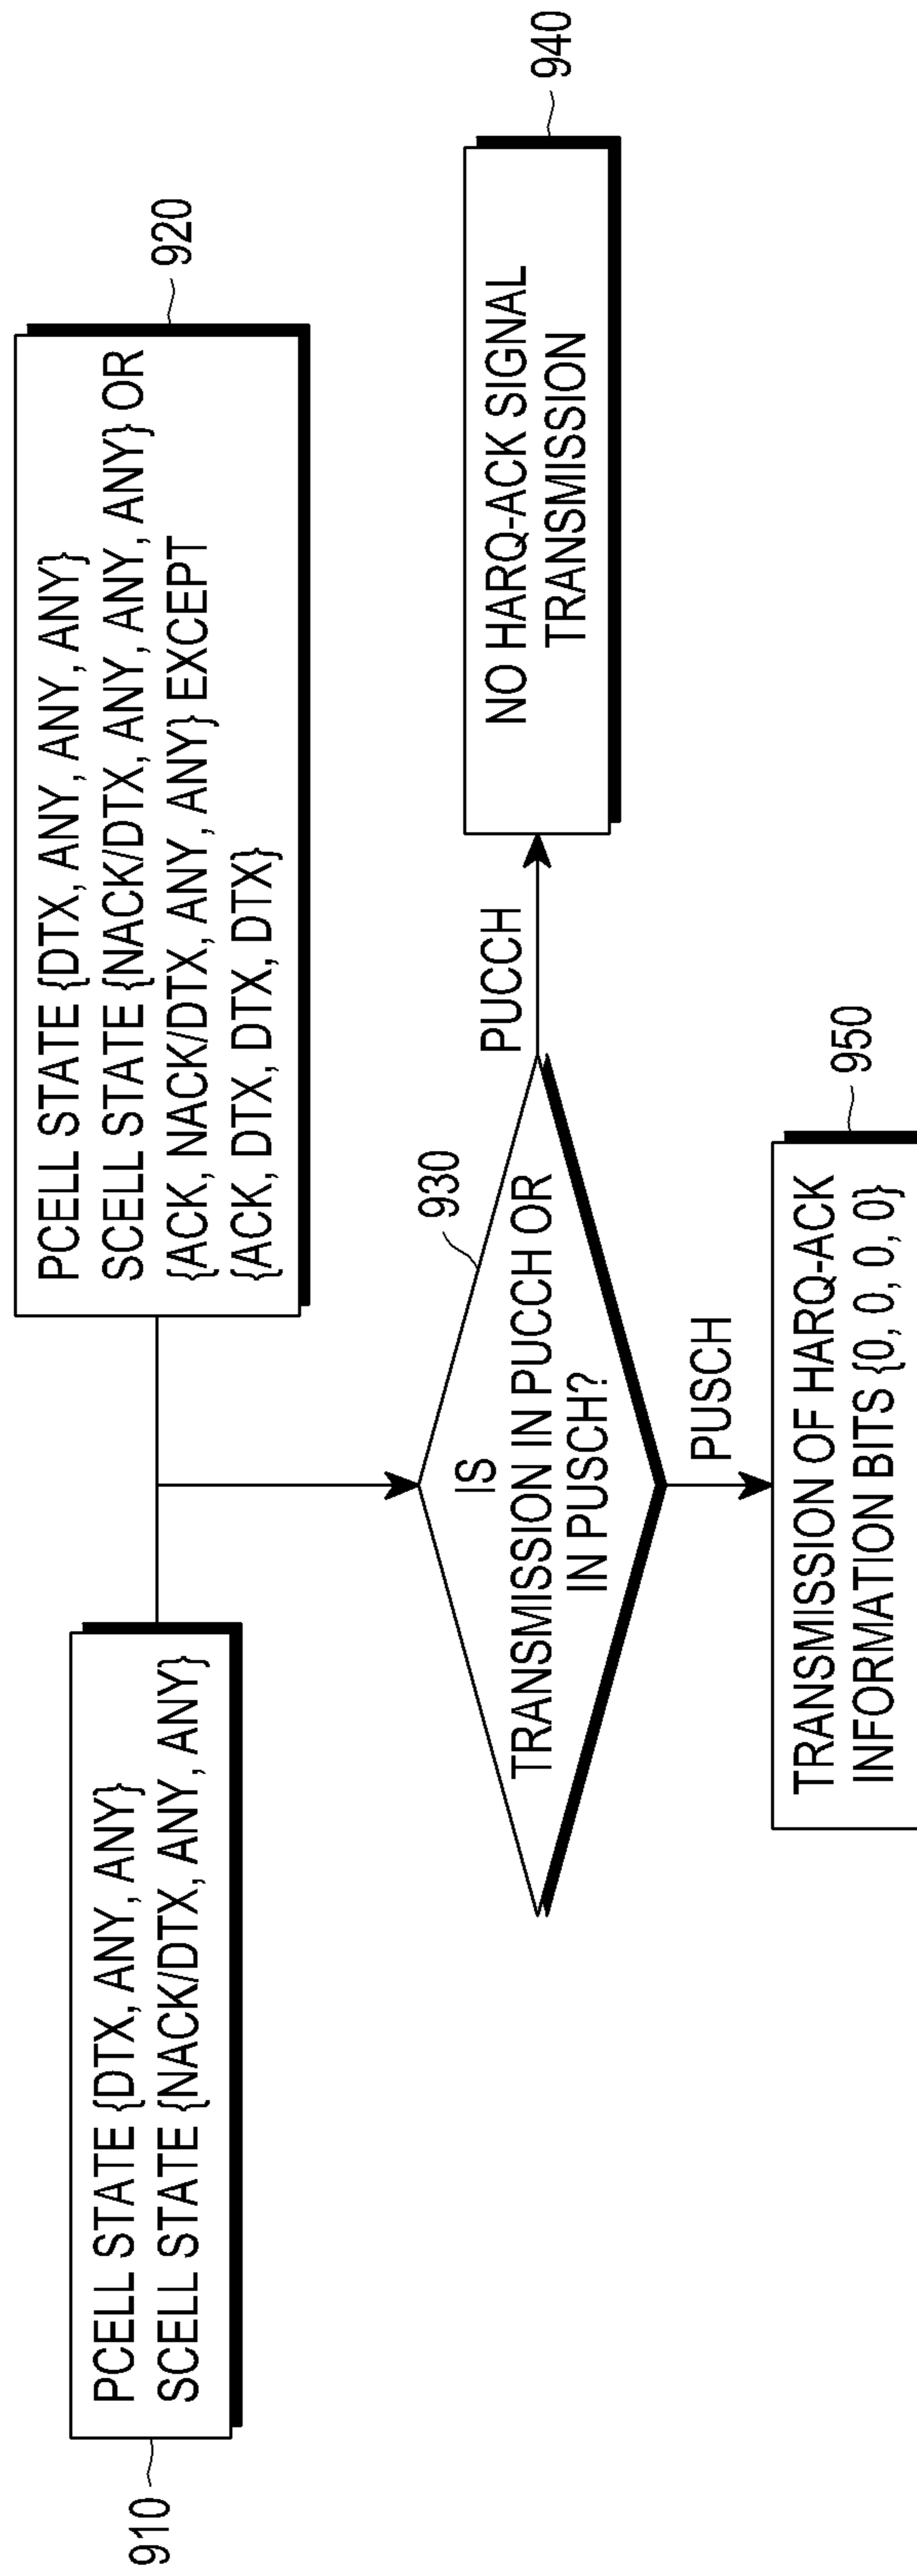 910
PCELL STATE {DTX, ANY, ANY}
SCELL STATE {NACK/DTX, ANY, ANY}
920
PCELL STATE {DTX, ANY, ANY, ANY}
SCELL STATE {NACK/DTX, ANY, ANY, ANY} OR
{ACK, NACK/DTX, ANY, ANY} EXCEPT
{ACK, DTX, DTX, DTX}
930
IS
TRANSMISSION IN PUCCH OR
IN PUSCH?
PUCCH
940
NO HARQ-ACK SIGNAL
TRANSMISSION
PUSCH
950
TRANSMISSION OF HARQ-ACK
INFORMATION BITS {0, 0, 0, 0}